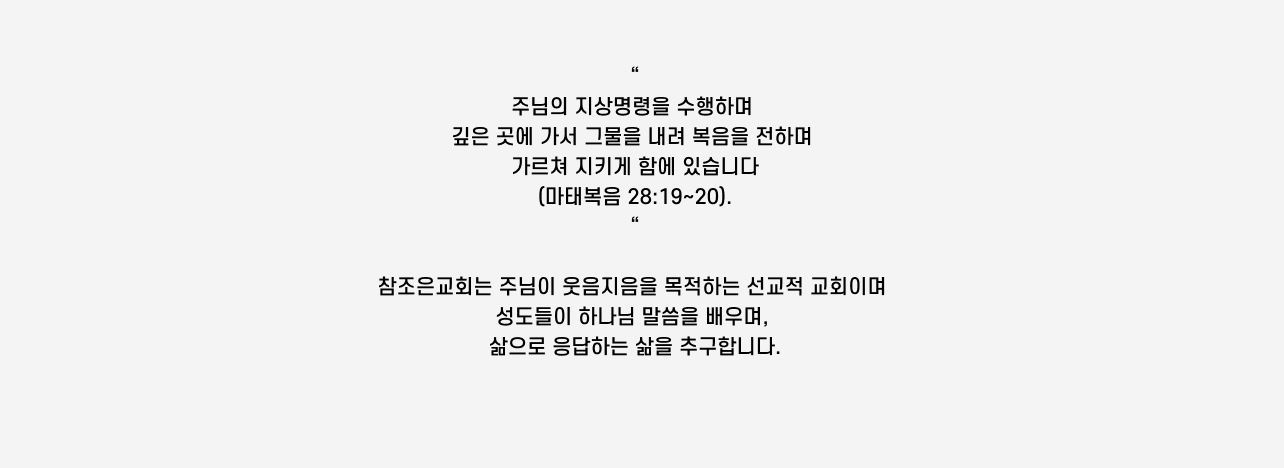 “
주님의 지상명령을 수행하며
깊은 곳에 가서 그물을 내려 복음을 전하며
가르쳐 지키게 함에 있습니다
(마태복음 28:19~20).
“
참조은교회는 주님이 웃음지음을 목적하는 선교적 교회이며
성도들이 하나님 말씀을 배우며,
삶으로 응답하는 삶을 추구합니다.